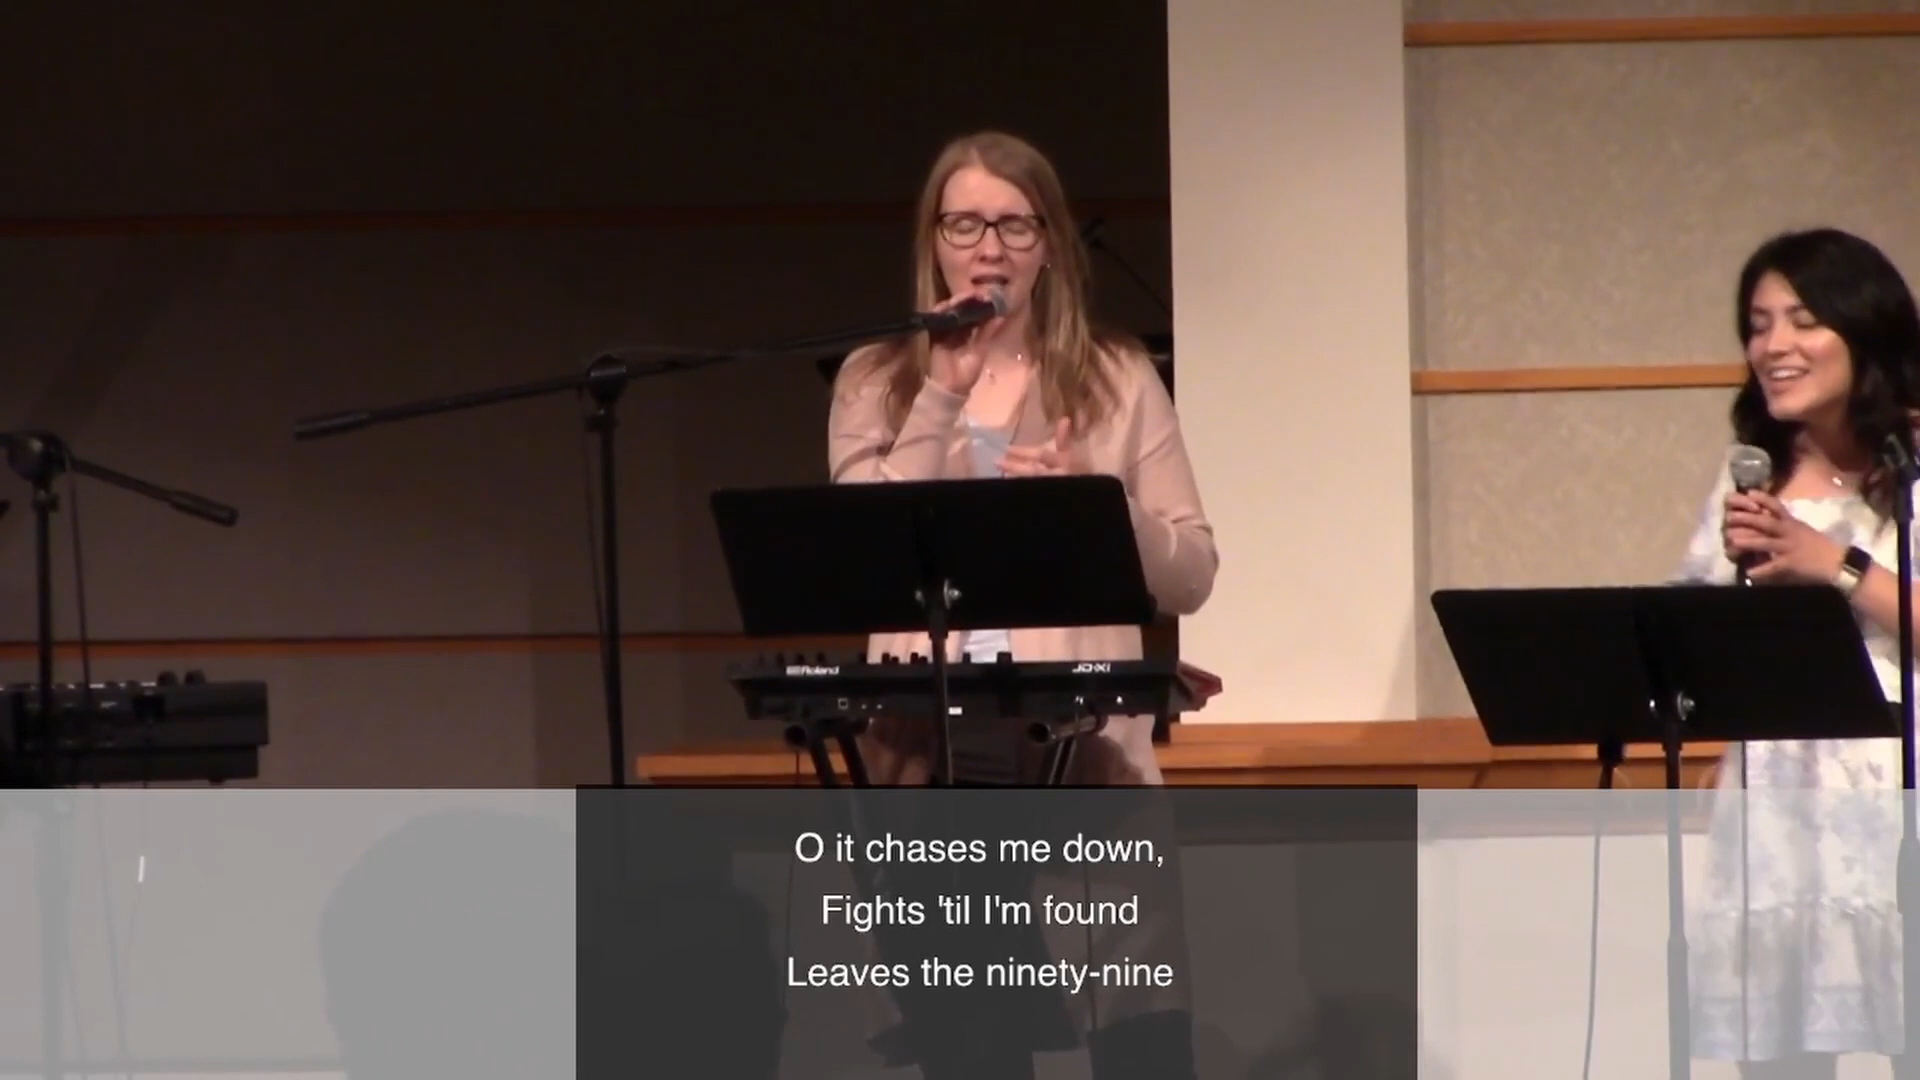 Roland
JD-Xi
O it chases me down,
Fights 'til I'm found
Leaves the ninety-nine